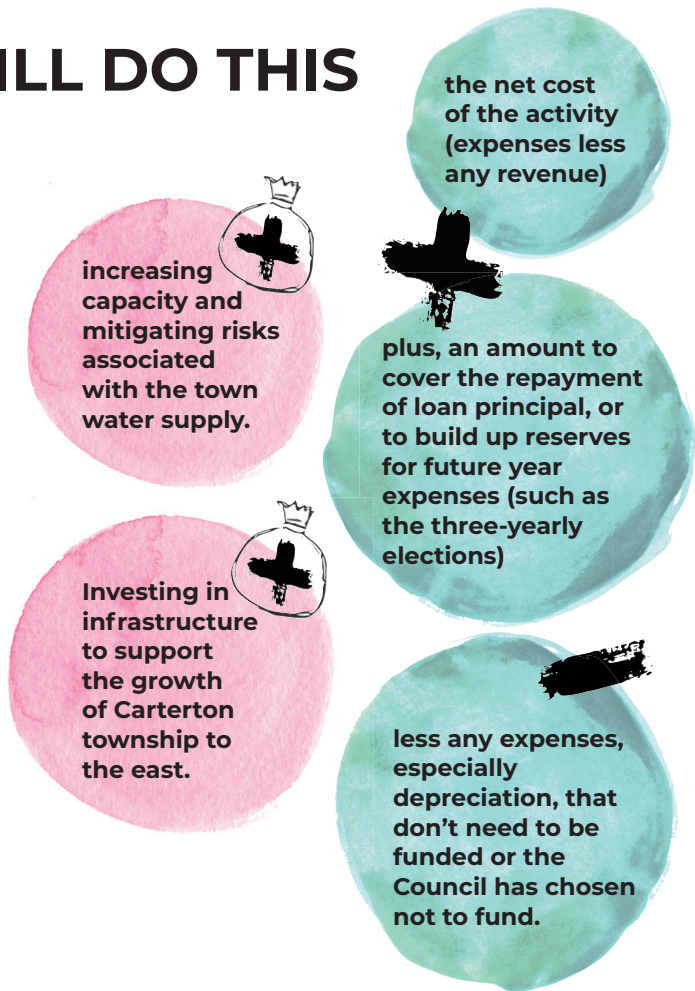 ILL DO THIS
increasing
capacity and
mitigating risks
associated
with the town
water supply.
Investing in
infrastructure
to support
the growth
of Carterton
township to
the east.
the net cost
of the activity
(expenses less
any revenue)
plus, an amount to
cover the repayment
of loan principal, or
to build up reserves
for future year
expenses (such as
the three-yearly
elections)
less any expenses,
especially
depreciation, that
don’t need to be
funded or the
Council has chosen
not to fund.